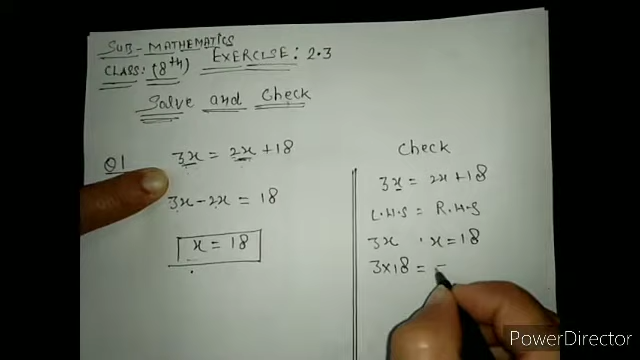 SUB- MATHEMATICS
CLASS: (8th) EXERCISE: 2.3
Solve and Check
Q1
3x = 2x +18
3x - 2x = 18
x = 18
Check
3x = 2x+18
L.H.S = R.H.S
3x , x = 18
3x18 =
PowerDirector